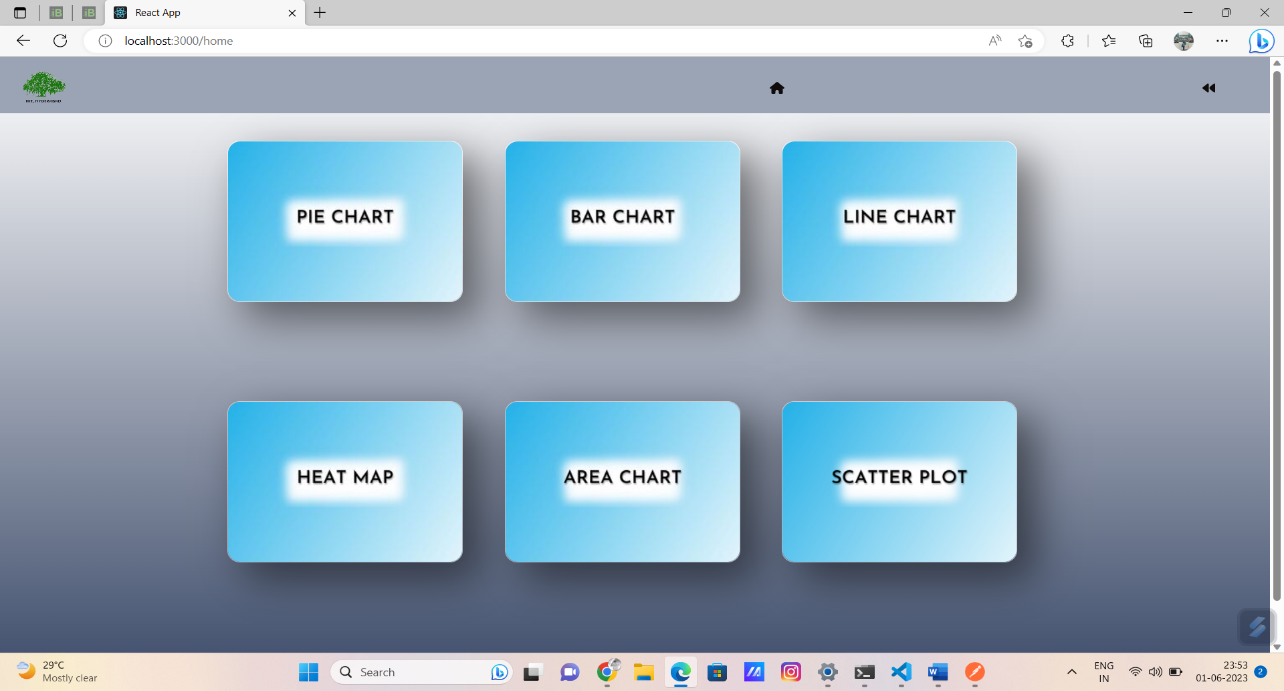 React App
localhost:3000/home
PIE CHART
BAR CHART
LINE CHART
HEAT MAP
AREA CHART
SCATTER PLOT
29°C
Mostly clear
Search
ENG
IN
23:53
01-06-2023
2